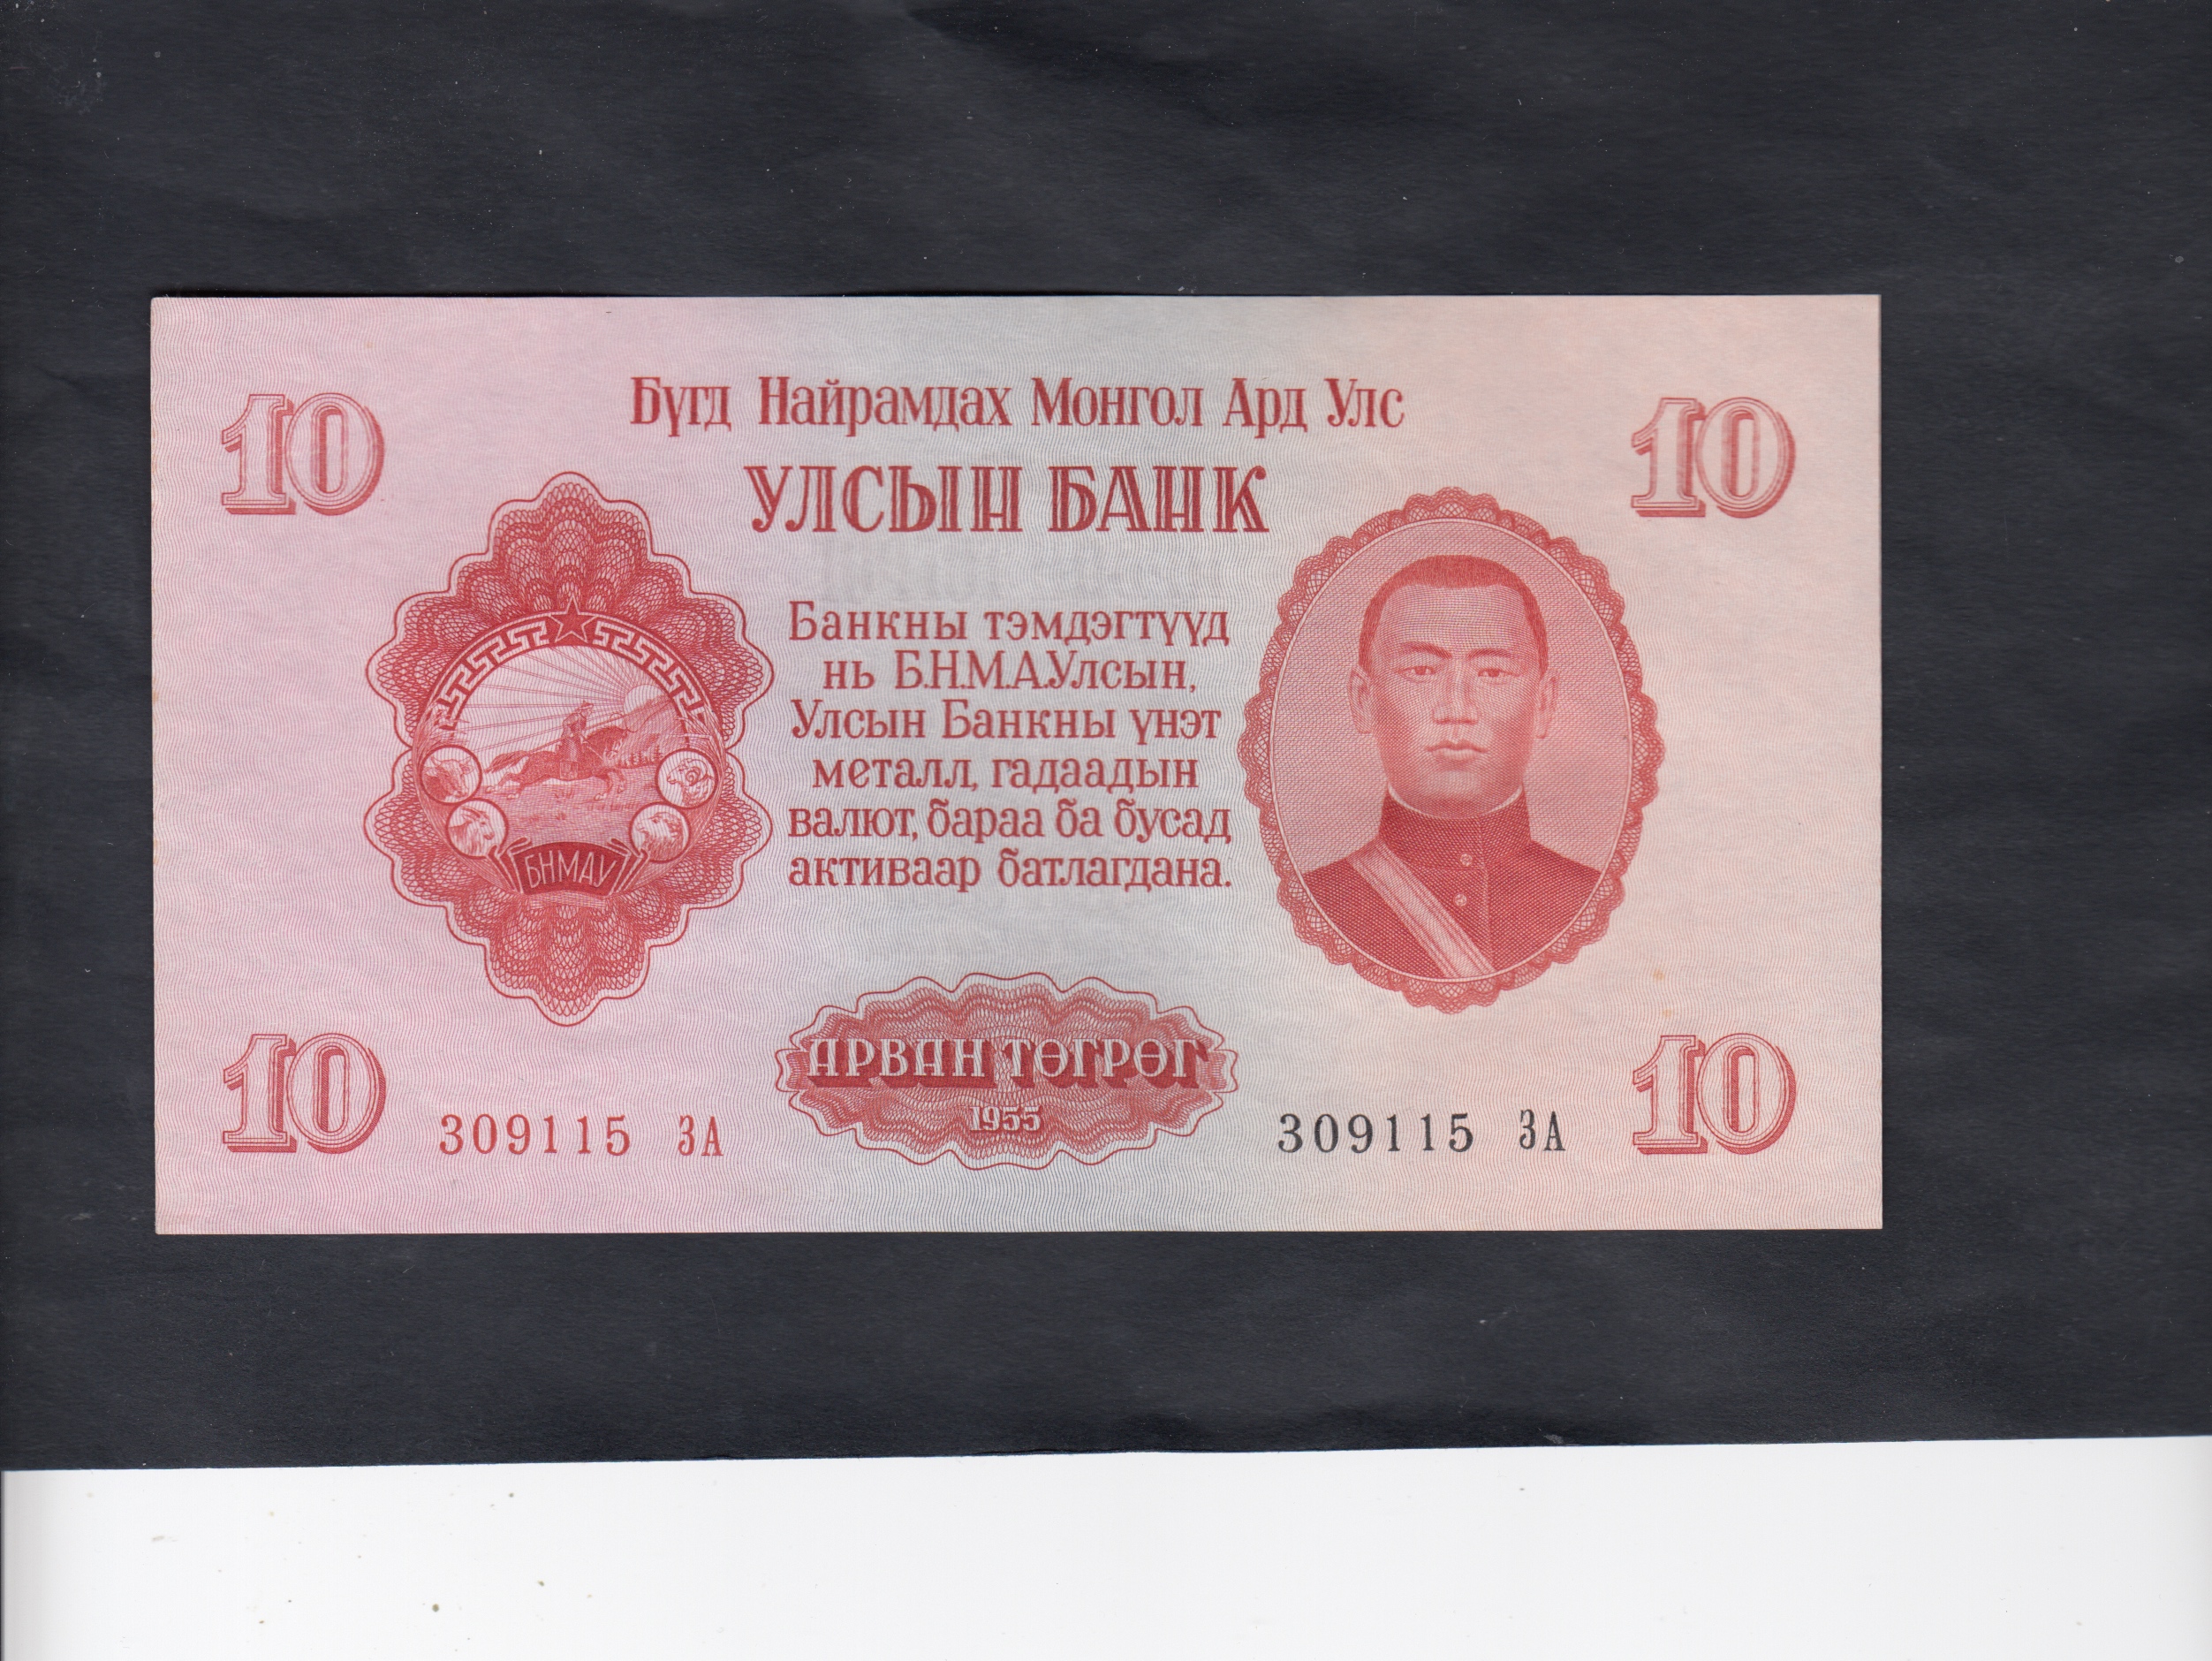 10
10
Бүгд Найрамдах Монгол Ард Улс
УЛСЫН БАНК
Банкны тэмдэгтүүд
нь Б.Н.М.А.Улсын,
Улсын Банкны үнэт
металл, гадаадын
валют, бараа ба бусад
активаар батлагдана.
БНМАУ
АРВАН ТӨГРӨГ
1955
10
309115 ЗА
309115 ЗА
10